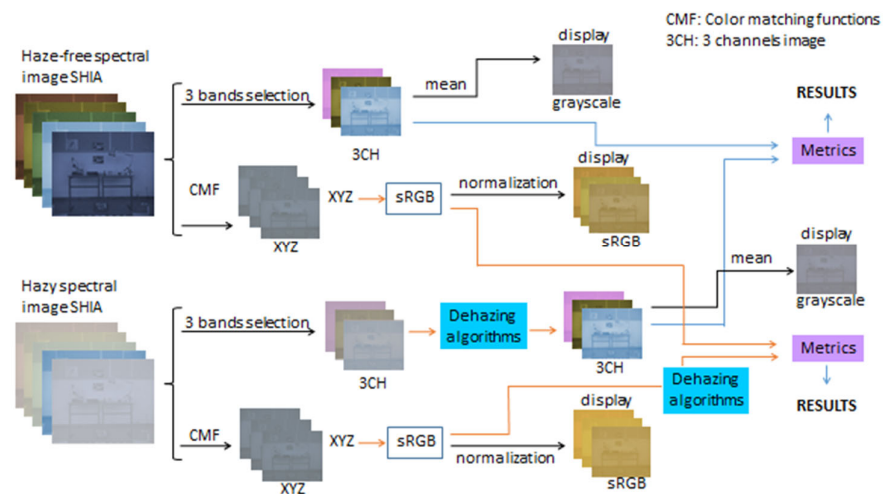 CMF: Color matching functions
3CH: 3 channels image
Haze-free spectral
image SHIA
3 bands selection
3CH
mean
display
grayscale
RESULTS
Metrics
CMF
XYZ
XYZ
sRGB
normalization
display
sRGB
display
mean
grayscale
Hazy spectral
image SHIA
3 bands selection
3CH
Dehazing
algorithms
3CH
Metrics
Dehazing
algorithms
RESULTS
CMF
XYZ
XYZ
sRGB
normalization
display
sRGB